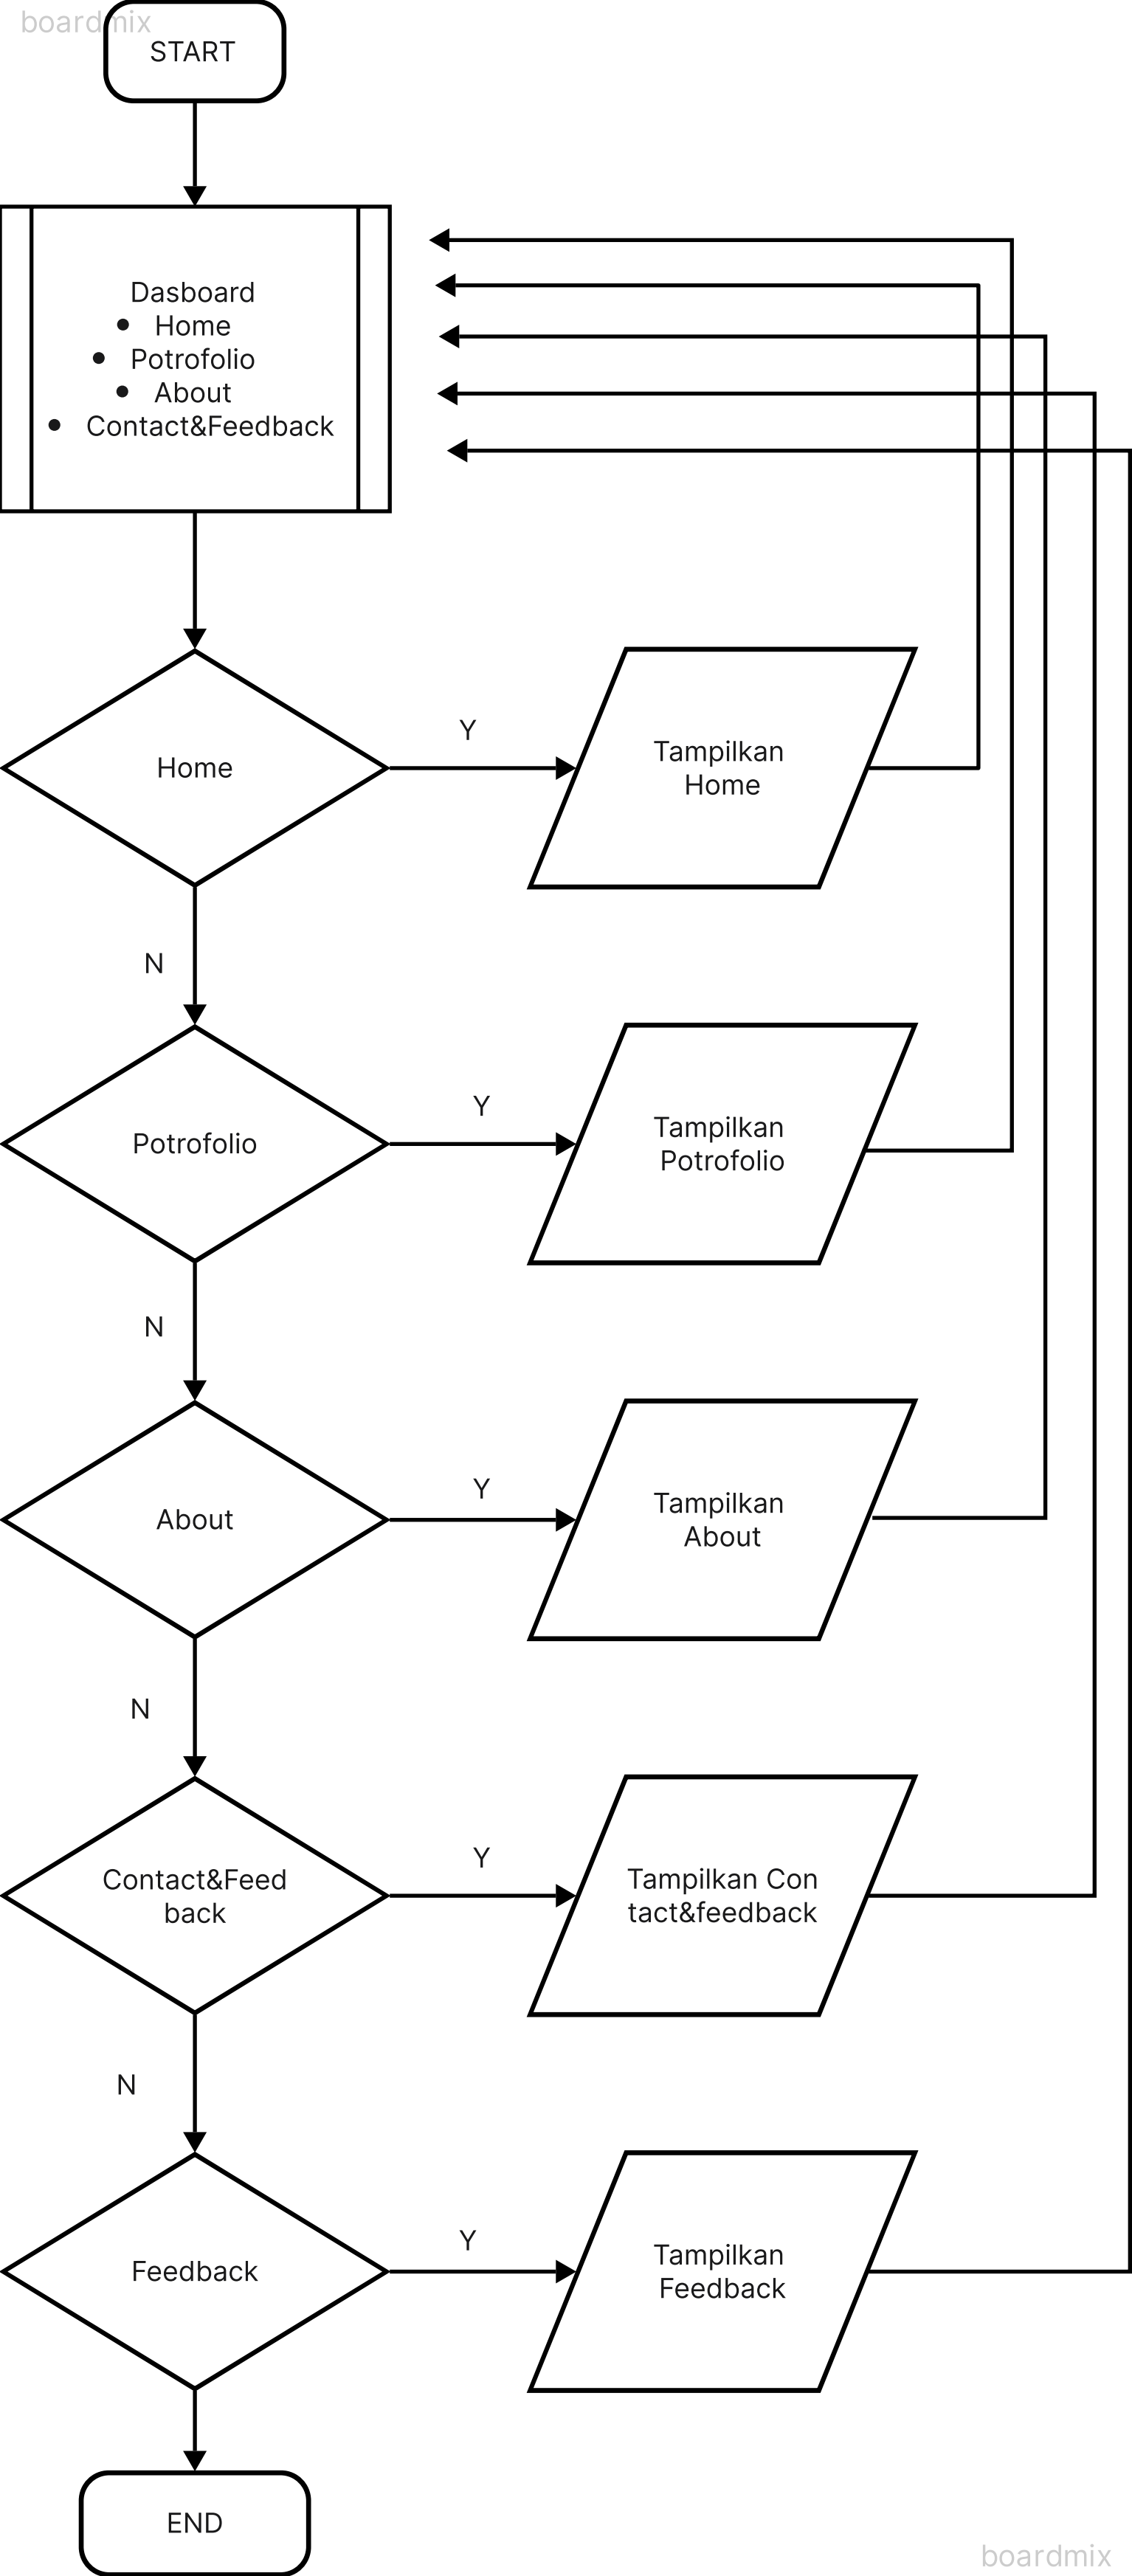 boardmix
START
Dasboard
• Home
• Potrofolio
• About
• Contact&Feedback
Home
Y
Tampilkan
Home
N
Potrofolio
Y
Tampilkan
Potrofolio
N
About
Y
Tampilkan
About
N
Contact&Feed
back
Y
Tampilkan Con
tact&feedback
N
Feedback
Y
Tampilkan
Feedback
END
boardmix